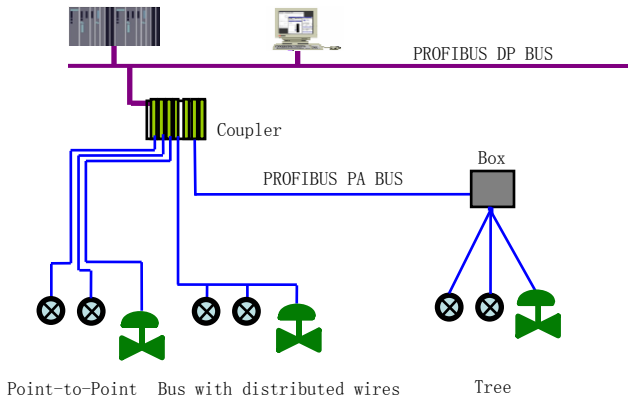 PROFIBUS DP BUS
Coupler
Box
PROFIBUS PA BUS
Point-to-Point
Bus with distributed wires
Tree